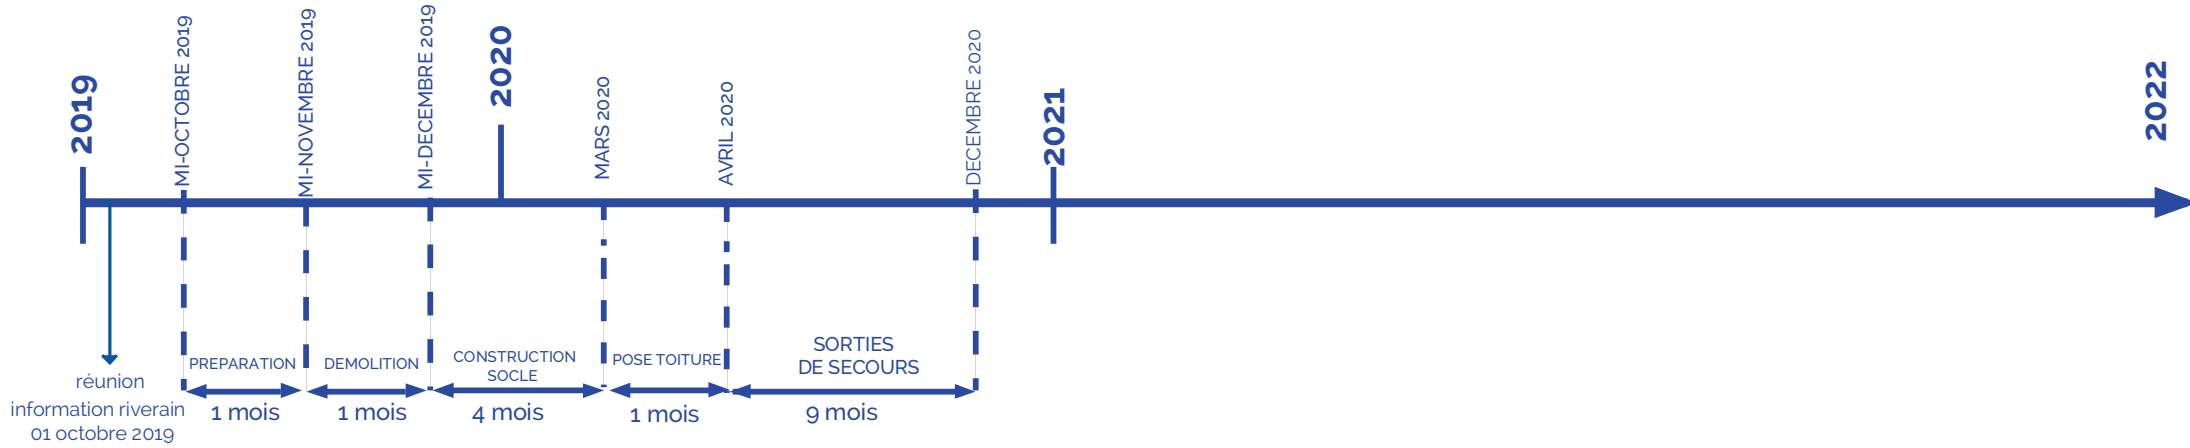 2019
MI-OCTOBRE 2019
MI-NOVEMBRE 2019
MI-DECEMBRE 2019
2020
MARS 2020
AVRIL 2020
DECEMBRE 2020
2021
2022
PREPARATION
1 mois
DEMOLITION
1 mois
CONSTRUCTION
SOCLE
4 mois
POSE TOITURE
1 mois
SORTIES
DE SECOURS
9 mois
réunion
information riverain
01 octobre 2019